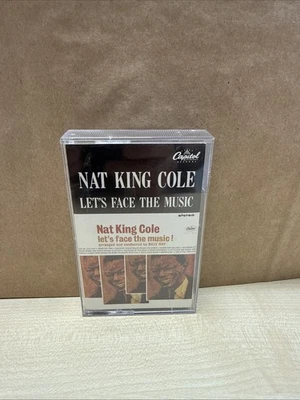 Capitol
NAT KING COLE
LET'S FACE THE MUSIC
stereo
Nat King Cole
let's face the music!
arranged and conducted by Billy May